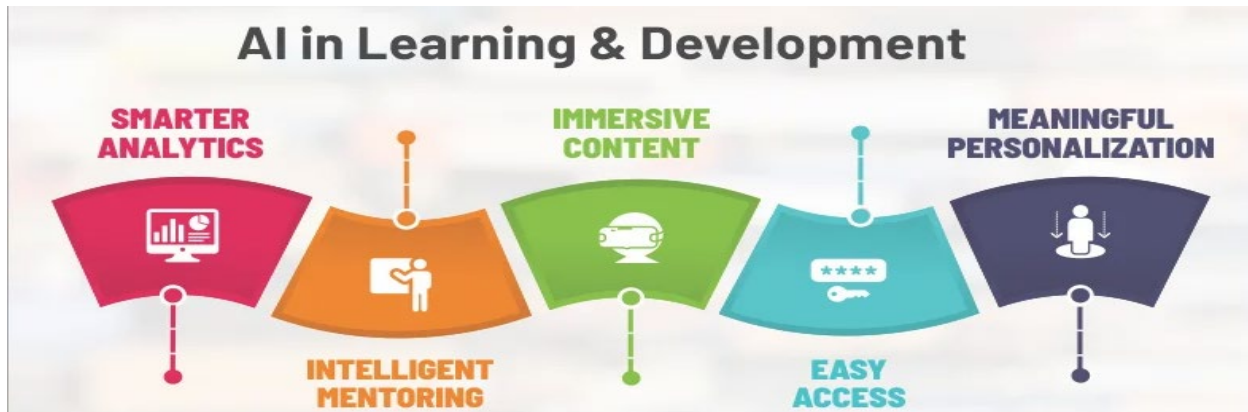 AI in Learning & Development
SMARTER
ANALYTICS
INTELLIGENT
MENTORING
IMMERSIVE
CONTENT
****
EASY
ACCESS
MEANINGFUL
PERSONALIZATION